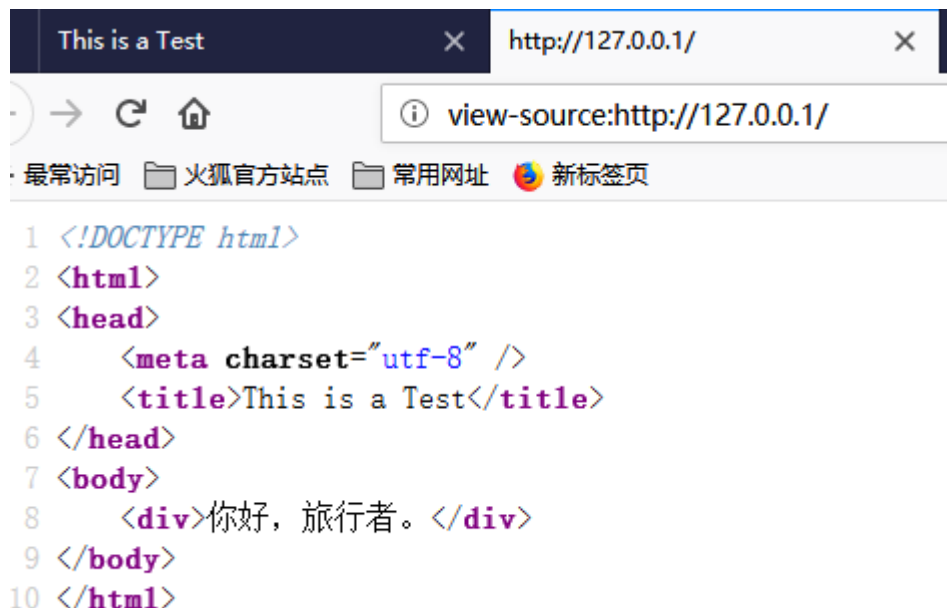 This is a Test
http://127.0.0.1/
view-source:http://127.0.0.1/
最常访问 火狐官方站点 常用网址 新标签页
1 <!DOCTYPE html>
2 <html>
3 <head>
4     <meta charset="utf-8" />
5     <title>This is a Test</title>
6 </head>
7 <body>
8     <div>你好，旅行者。</div>
9 </body>
10 </html>